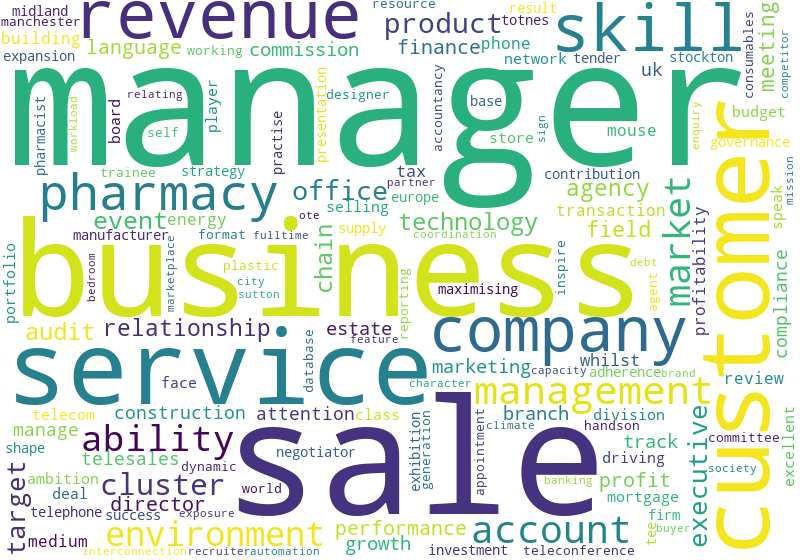 midland
manchester
revenue
resource
product
result
totnes
skill
building
language
working
commission
finance
phone
network
tender
stockton
uk
consumables
meeting
competitor
expansion
manager
pharmacist
workload
board
relating
self
player
designer
practise
presentation
accountancy
base
store
sign
mouse
enquiry
budget
governance
trainee
strategy
tax
partner
contribution
pharmacy
office
selling
europe
agency
transaction
market
mission
speak
event
energy
ote
technology
field
profitability
customer
manufacturer
format
fulltime
supply
coordination
portfolio
business
bedroom
marketplace
plastic
city
sutton
chain
reporting
maximising
inspire
debt
agent
compliance
audit
relationship
estate
feature
company
whilst
service
face
database
marketing
capacity
adherence
brand
review
character
management
telecom
construction
attention
class
branch
division
manage
ability
sale
climate
handson
executive
committee
excellent
shape
telesales
negotiator
exhibition
generation
appointment
track
driving
society
target
ambition
dynamic
cluster
world
banking
profit
mortgage
deal
director
telephone
success
exposure
account
firm
tee
buyer
medium
environment
performance
growth
investment
teleconference
interconnection
recruiter
automation